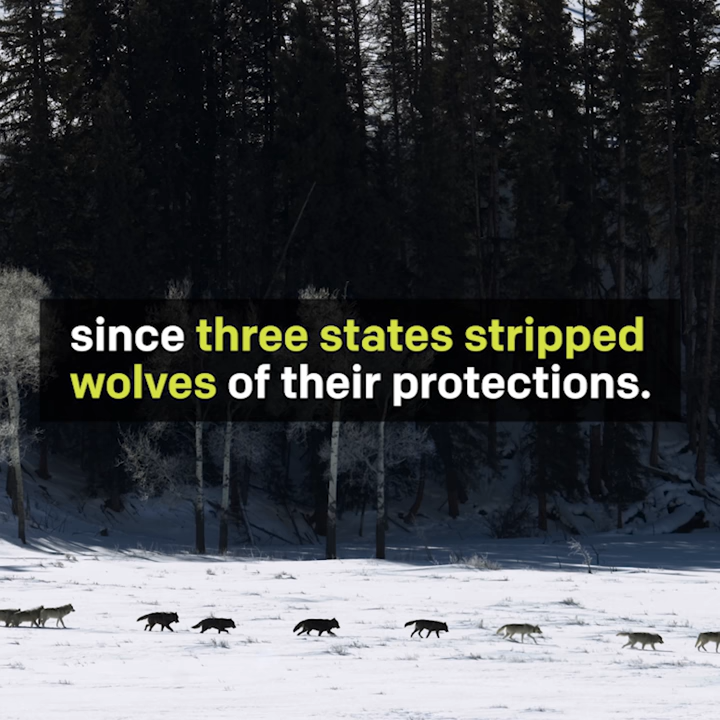 since three states stripped
wolves of their protections.